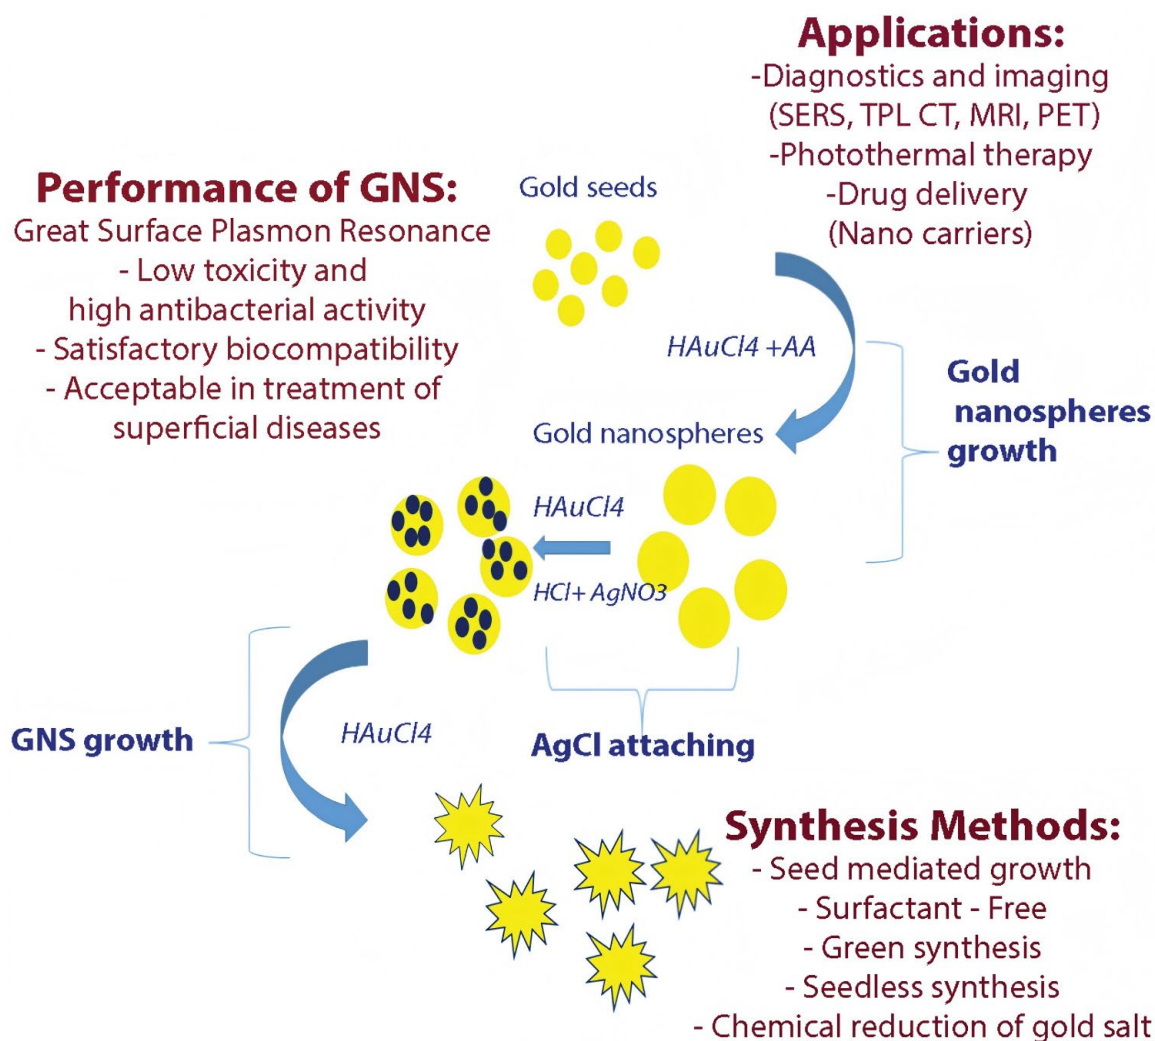 Applications:
-Diagnostics and imaging
(SERS, TPL CT, MRI, PET)
-Photothermal therapy
-Drug delivery
(Nano carriers)
Performance of GNS:
Great Surface Plasmon Resonance
- Low toxicity and
high antibacterial activity
- Satisfactory biocompatibility
- Acceptable in treatment of
superficial diseases
Gold seeds
HAuCl4 +AA
Gold
nanospheres
growth
Gold nanospheres
HAuCl4
HCl+ AgNO3
AgCl attaching
GNS growth
HAuCl4
Synthesis Methods:
- Seed mediated growth
- Surfactant - Free
- Green synthesis
- Seedless synthesis
- Chemical reduction of gold salt